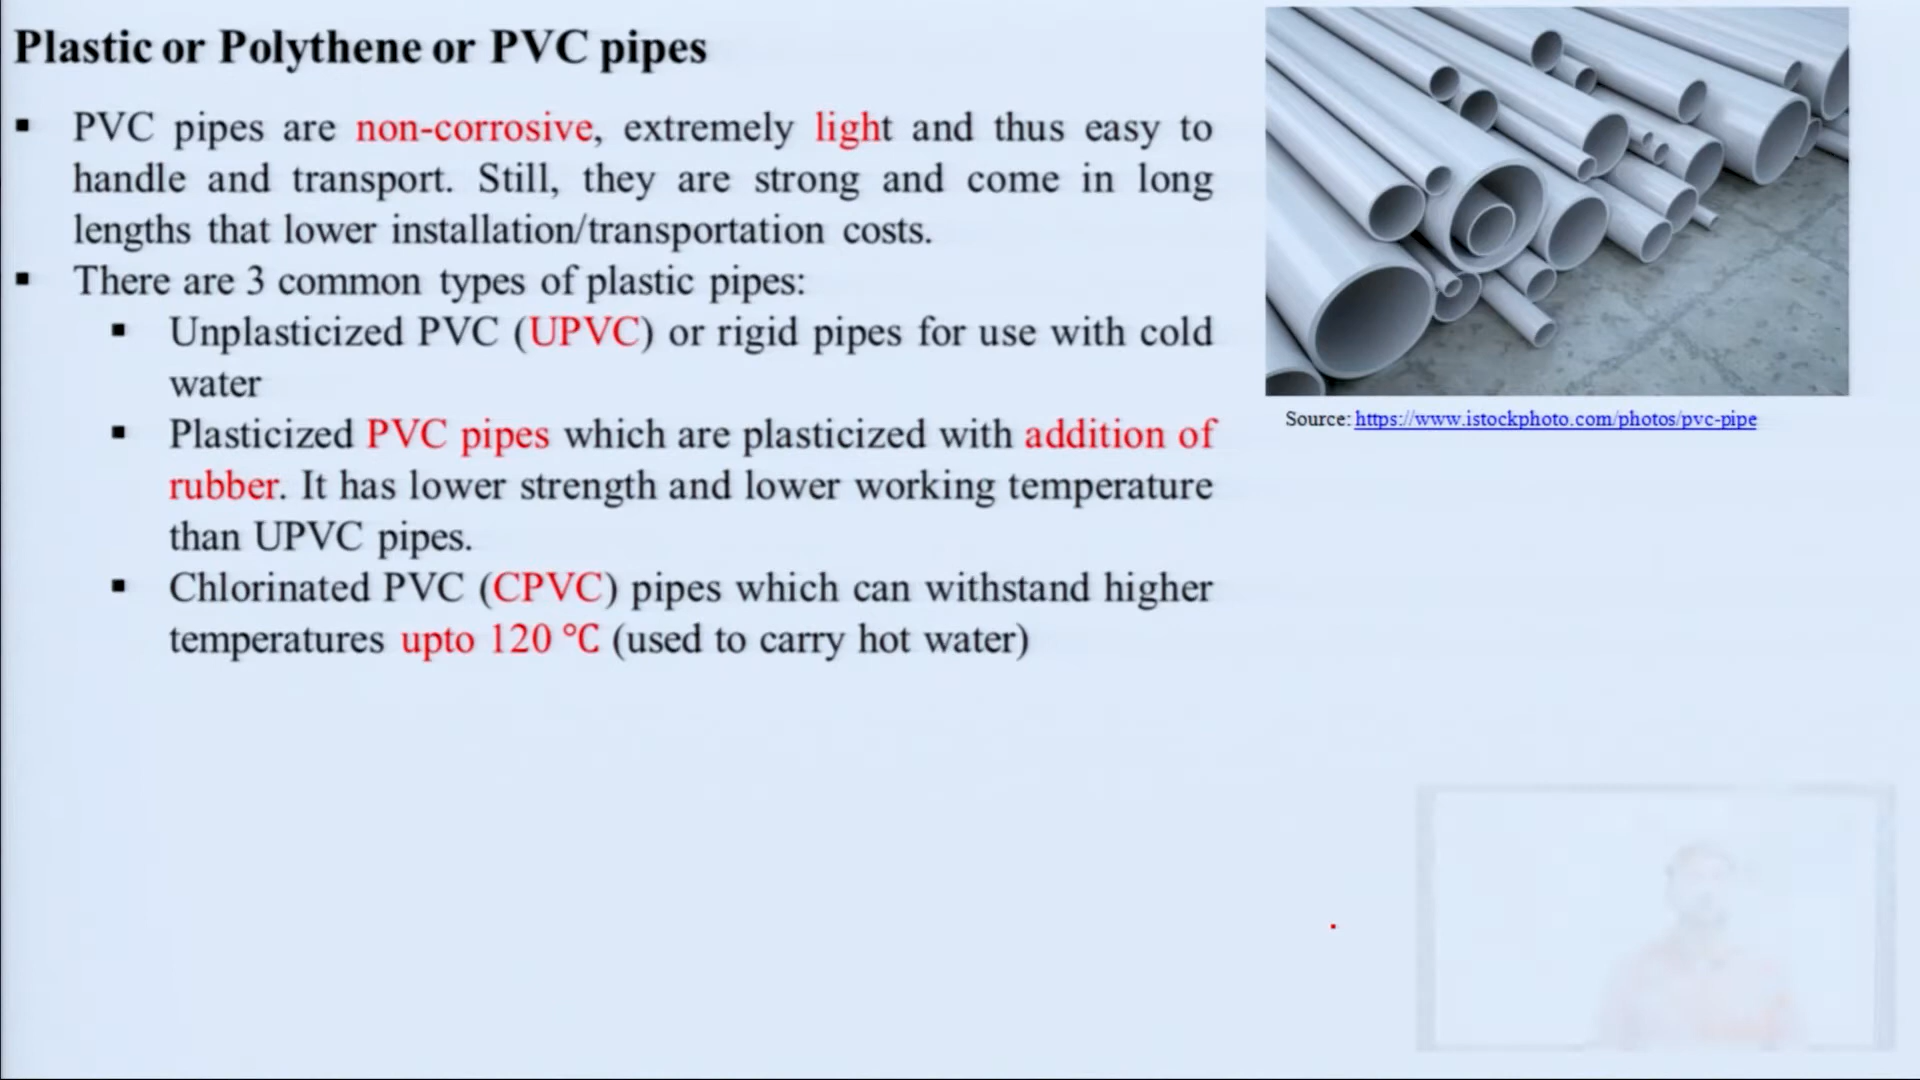 Plastic or Polythene or PVC pipes
▪ PVC pipes are non-corrosive, extremely light and thus easy to
handle and transport. Still, they are strong and come in long
lengths that lower installation/transportation costs.
▪ There are 3 common types of plastic pipes:
▪ Unplasticized PVC (UPVC) or rigid pipes for use with cold
water
▪ Plasticized PVC pipes which are plasticized with addition of
rubber. It has lower strength and lower working temperature
than UPVC pipes.
▪ Chlorinated PVC (CPVC) pipes which can withstand higher
temperatures upto 120 °C (used to carry hot water)
Source: https://www.istockphoto.com/photos/pvc-pipe